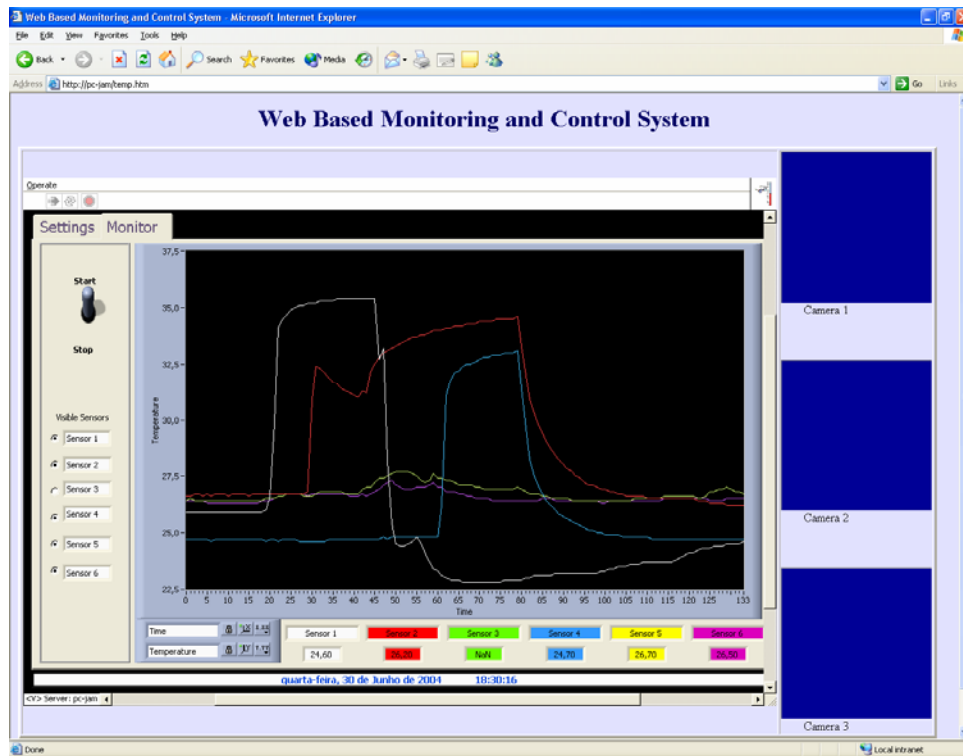 Web Based Monitoring and Control System - Microsoft Internet Explorer
File Edit View Favorites Tools Help
Back Search Favorites Media
Address http://pc-jam/temp.htm Go Links
Web Based Monitoring and Control System
Operate
Settings Monitor
Start
Stop
Visible Sensors
Sensor 1
Sensor 2
Sensor 3
Sensor 4
Sensor 5
Sensor 6
Temperature
37,5
35,0
32,5
30,0
27,5
25,0
22,5
0 5 10 15 20 25 30 35 40 45 50 55 60 65 70 75 80 85 90 95 100 105 110 115 120 125 133
Time
Time
Temperature
Sensor 1 Sensor 2 Sensor 3 Sensor 4 Sensor 5 Sensor 6
24,60 26,20 NaN 24,70 26,70 26,50
quarta-feira, 30 de Junho de 2004 18:30:16
<V> Server: pc-jam
Camera 1
Camera 2
Camera 3
Done Local intranet